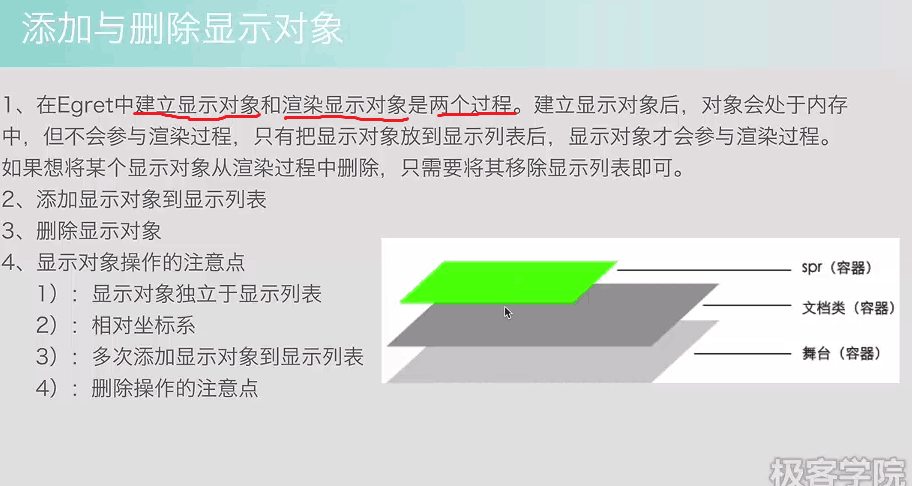 添加与删除显示对象
1、在Egret中建立显示对象和渲染显示对象是两个过程。建立显示对象后，对象会处于内存
中，但不会参与渲染过程，只有把显示对象放到显示列表后，显示对象才会参与渲染过程。
如果想将某个显示对象从渲染过程中删除，只需要将其移除显示列表即可。
2、添加显示对象到显示列表
3、删除显示对象
4、显示对象操作的注意点
1）：显示对象独立于显示列表
2）：相对坐标系
3）：多次添加显示对象到显示列表
4）：删除操作的注意点
spr（容器）
文档类（容器）
舞台（容器）
极客学院